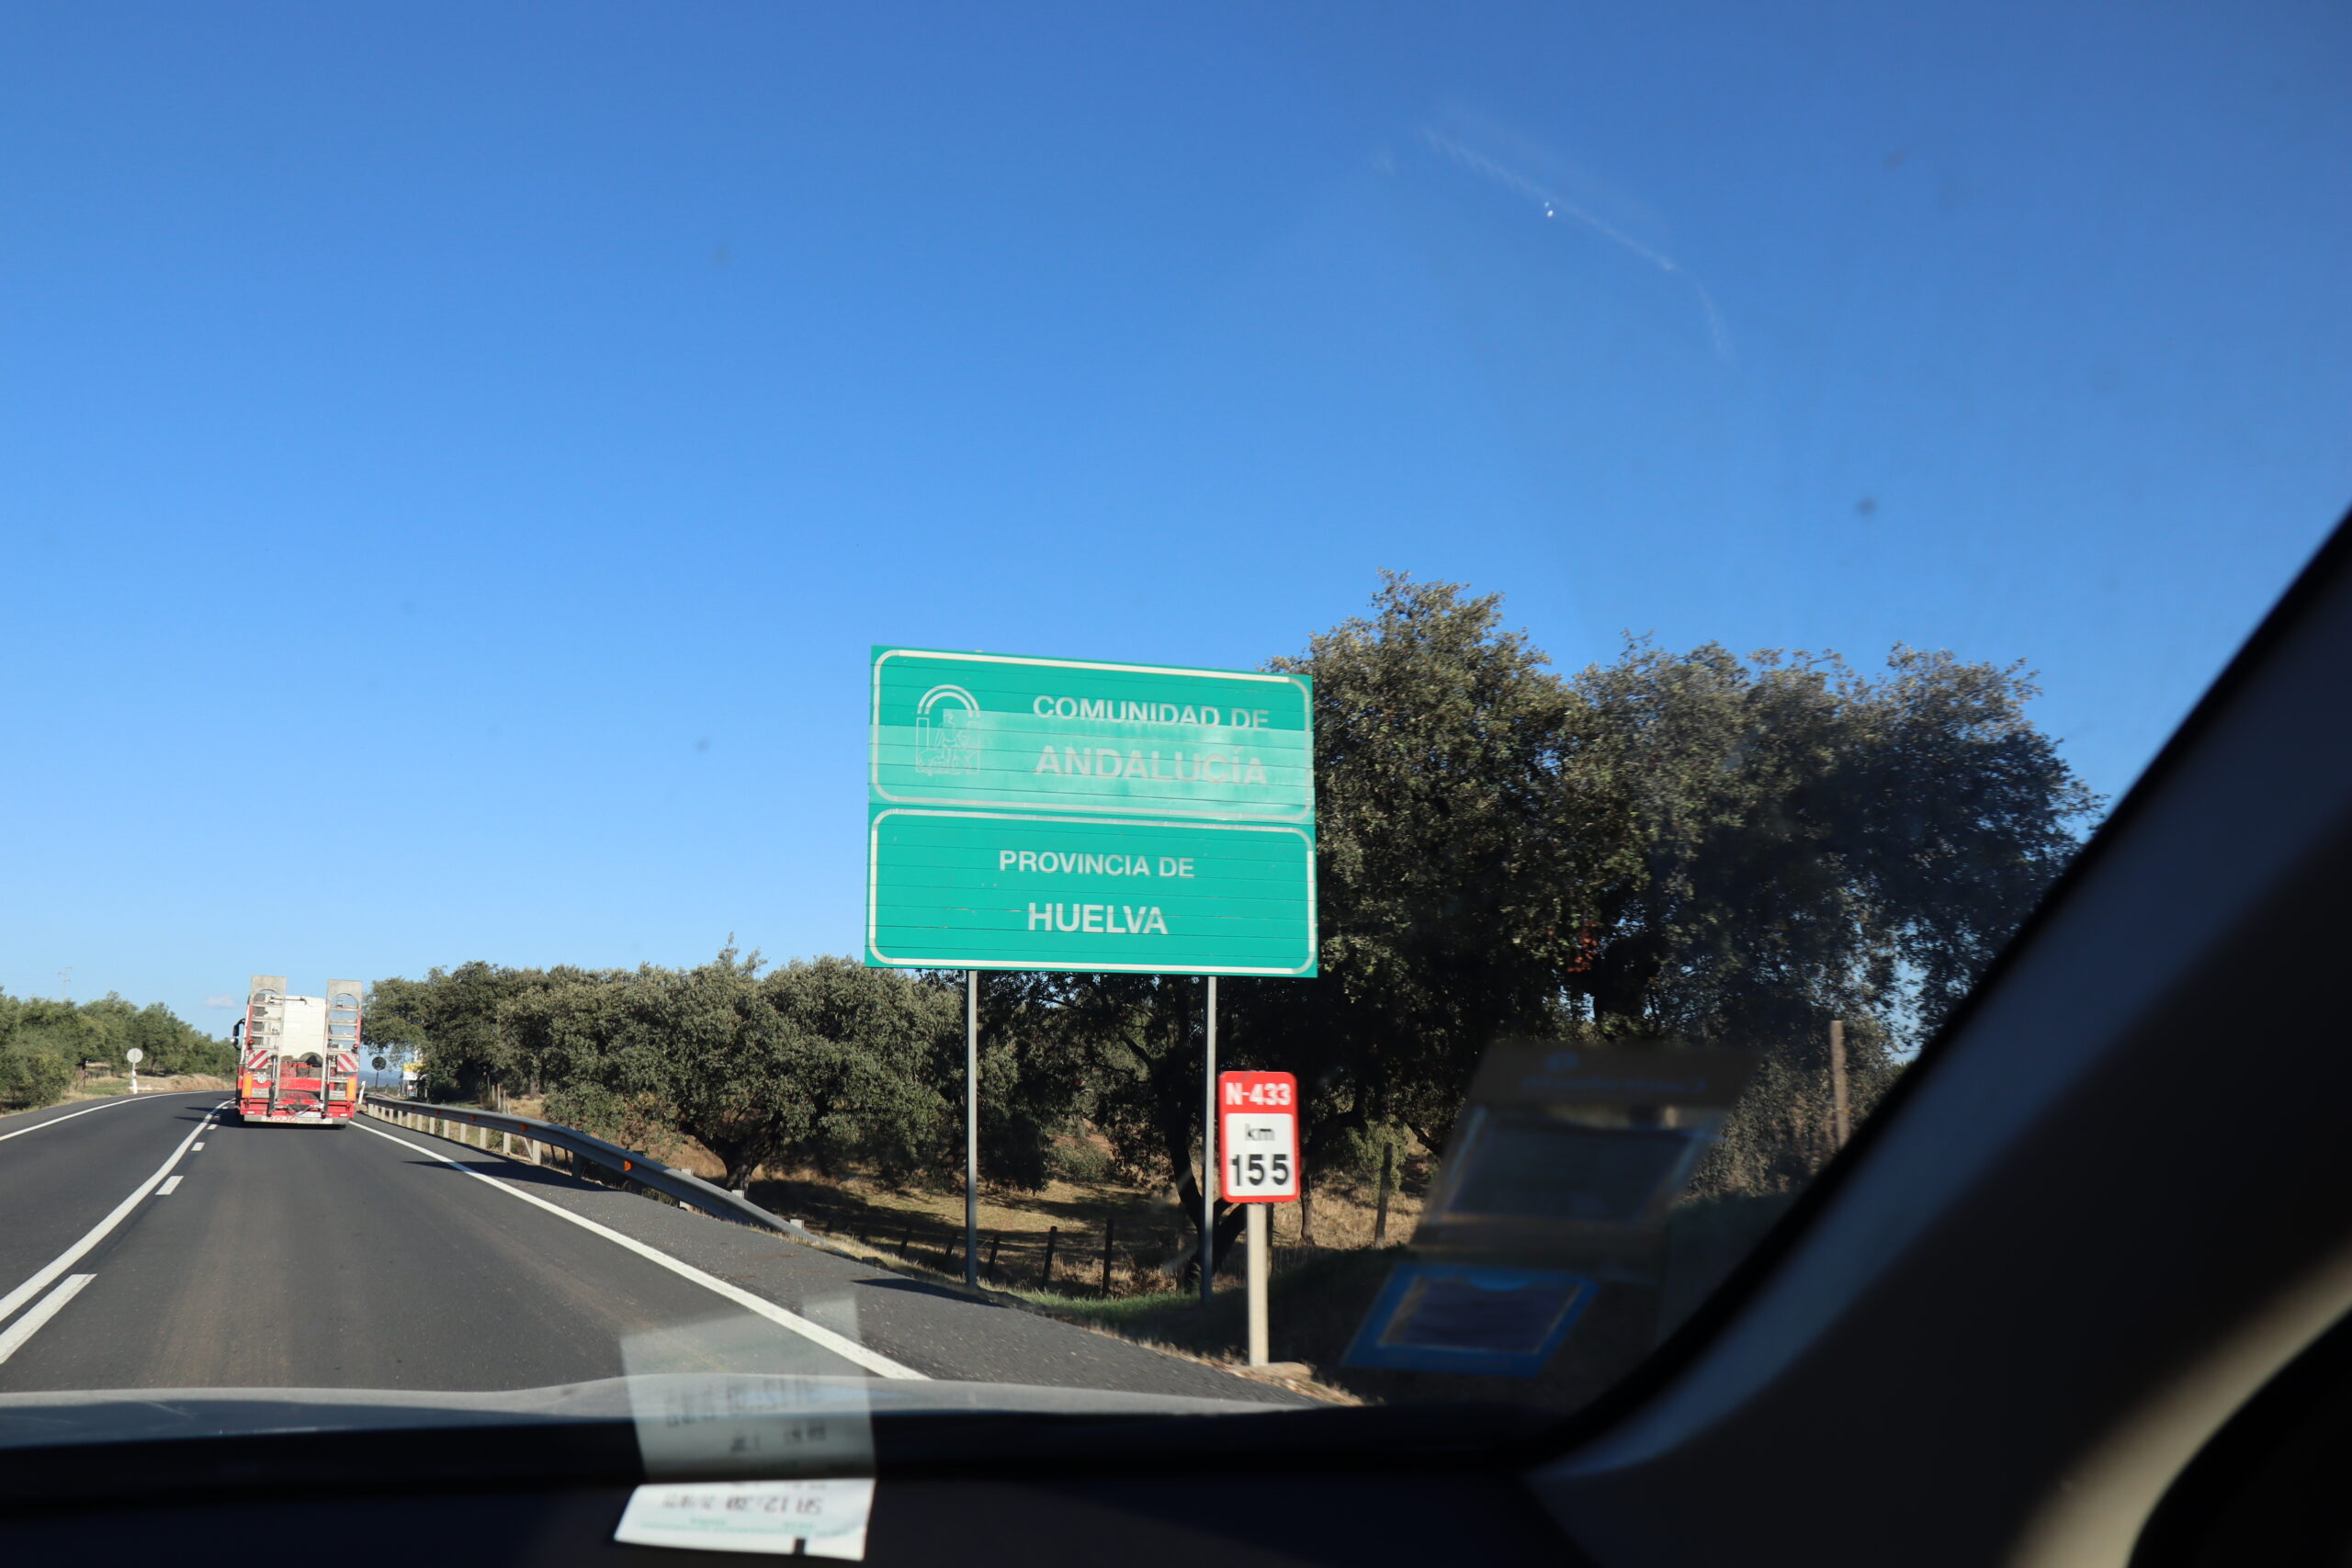 COMUNIDAD DE
ANDALUCÍA
PROVINCIA DE
HUELVA
N-433
km
155